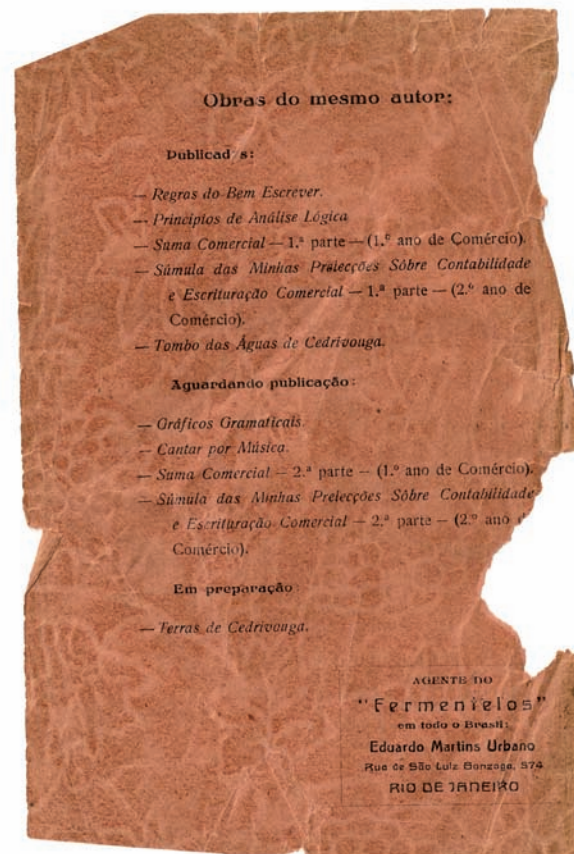 Obras do mesmo autor:
Publicad s:
— Regras do Bem Escrever.
— Princípios de Análise Lógica
— Suma Comercial — 1.ª parte — (1.º ano de Comércio).
— Súmula das Minhas Prelecções Sôbre Contabilidade
e Escrituração Comercial — 1.ª parte — (2.º ano de
Comércio).
— Tombo das Águas de Cedrivouga.
Aguardando publicação:
— Gráficos Gramaticais.
— Cantar por Música.
— Suma Comercial — 2.ª parte — (1.º ano de Comércio).
— Súmula das Minhas Prelecções Sôbre Contabilidade
e Escrituração Comercial — 2.ª parte — (2.º ano d
Comércio).
Em preparação:
— Terras de Cedrivouga.
AGENTE DO
"Fermentelos"
em todo o Brasil:
Eduardo Martins Urbano
Rua de São Luiz Gonzaga, 574
RIO DE JANEIRO